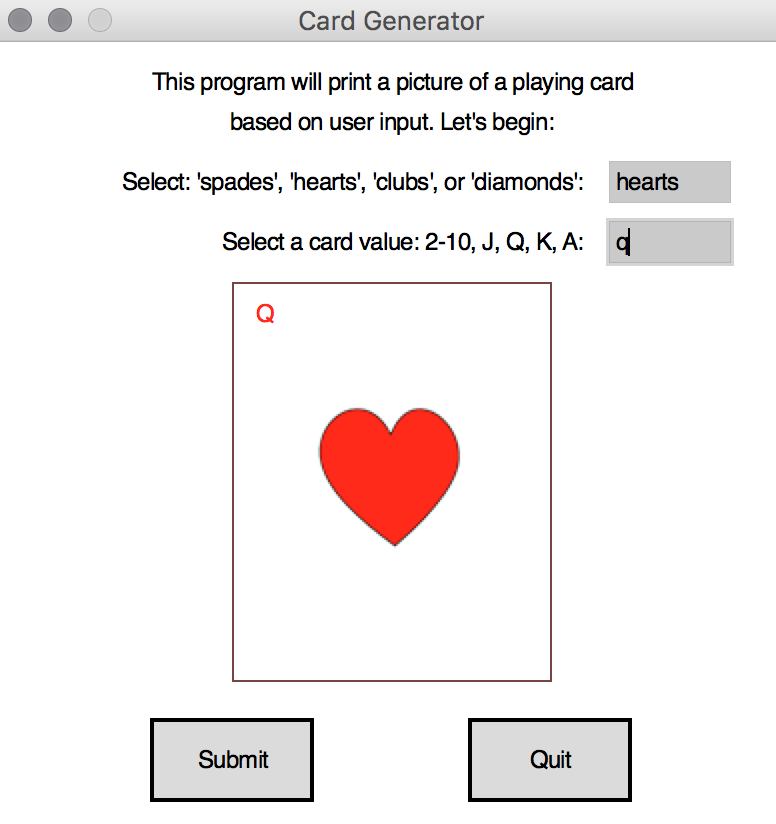 Card Generator
This program will print a picture of a playing card
based on user input. Let's begin:
Select: 'spades', 'hearts', 'clubs', or 'diamonds': hearts
Select a card value: 2-10, J, Q, K, A: q
Q
Submit Quit